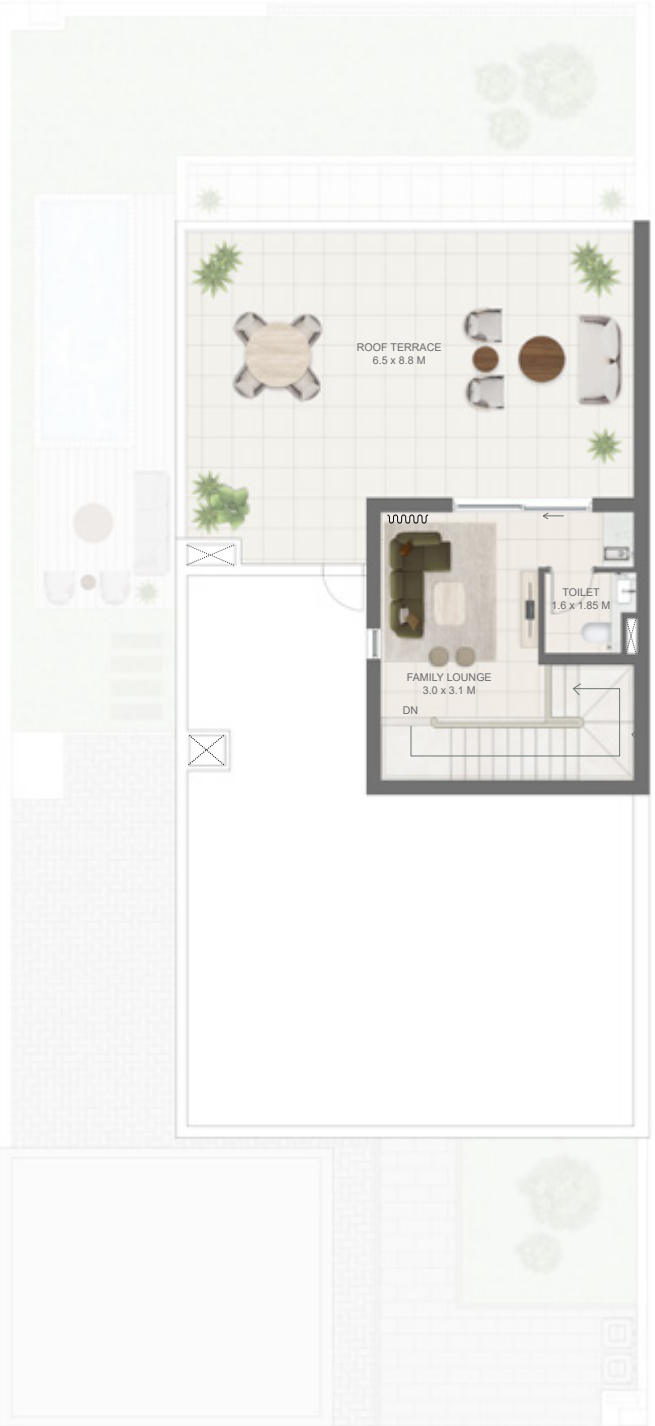 ROOF TERRACE
6.5 x 8.8 M
TOILET
1.6 x 1.85 M
FAMILY LOUNGE
3.0 x 3.1 M
DN